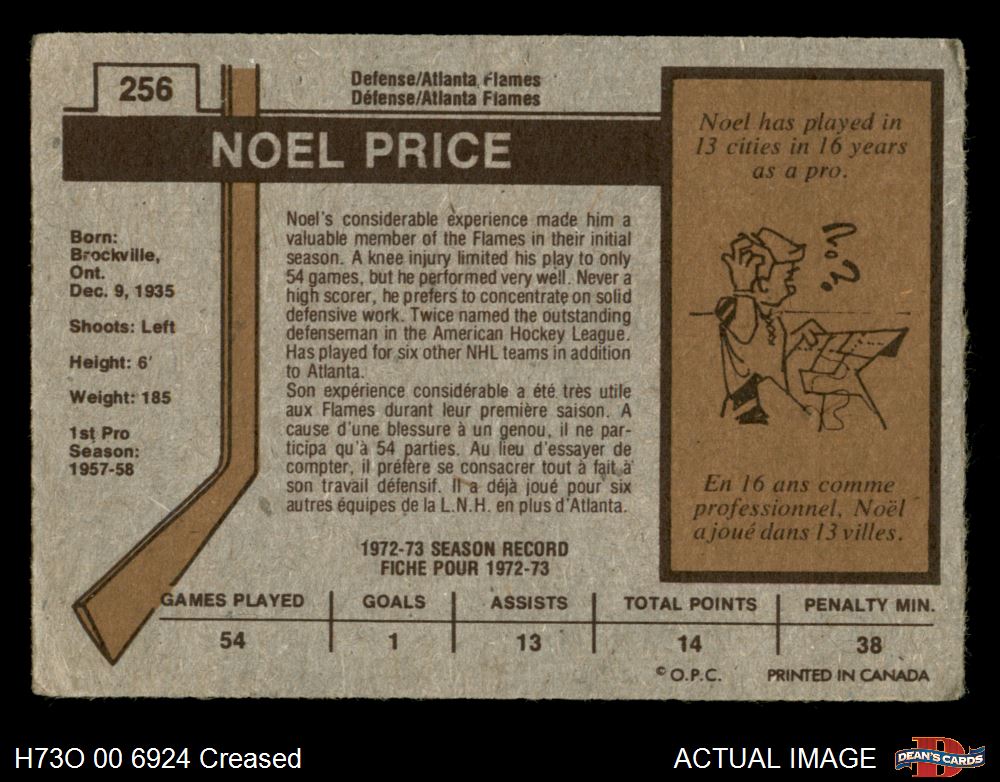 256
Defense/Atlanta Flames
Défense/Atlanta Flames
NOEL PRICE
Born:
Brockville,
Ont.
Dec. 9, 1935
Shoots: Left
Height: 6'
Weight: 185
1st Pro
Season:
1957-58
Noel's considerable experience made him a
valuable member of the Flames in their initial
season. A knee injury limited his play to only
54 games, but he performed very well. Never a
high scorer, he prefers to concentrate on solid
defensive work. Twice named the outstanding
defenseman in the American Hockey League.
Has played for six other NHL teams in addition
to Atlanta.
Son expérience considérable a été très utile
aux Flames durant leur première saison. A
cause d'une blessure à un genou, il ne par-
ticipa qu'à 54 parties. Au lieu d'essayer de
compter, il préfère se consacrer tout à fait à
son travail défensif. Il a déjà joué pour six
autres équipes de la L.N.H. en plus d'Atlanta.
Noel has played in
13 cities in 16 years
as a pro.
En 16 ans comme
professionnel, Noël
a joué dans 13 villes.
1972-73 SEASON RECORD
FICHE POUR 1972-73
GAMES PLAYED GOALS ASSISTS TOTAL POINTS PENALTY MIN.
54 1 13 14 38
© O.P.C. PRINTED IN CANADA
H73O 00 6924 Creased
ACTUAL IMAGE
D
DEAN'S CARDS